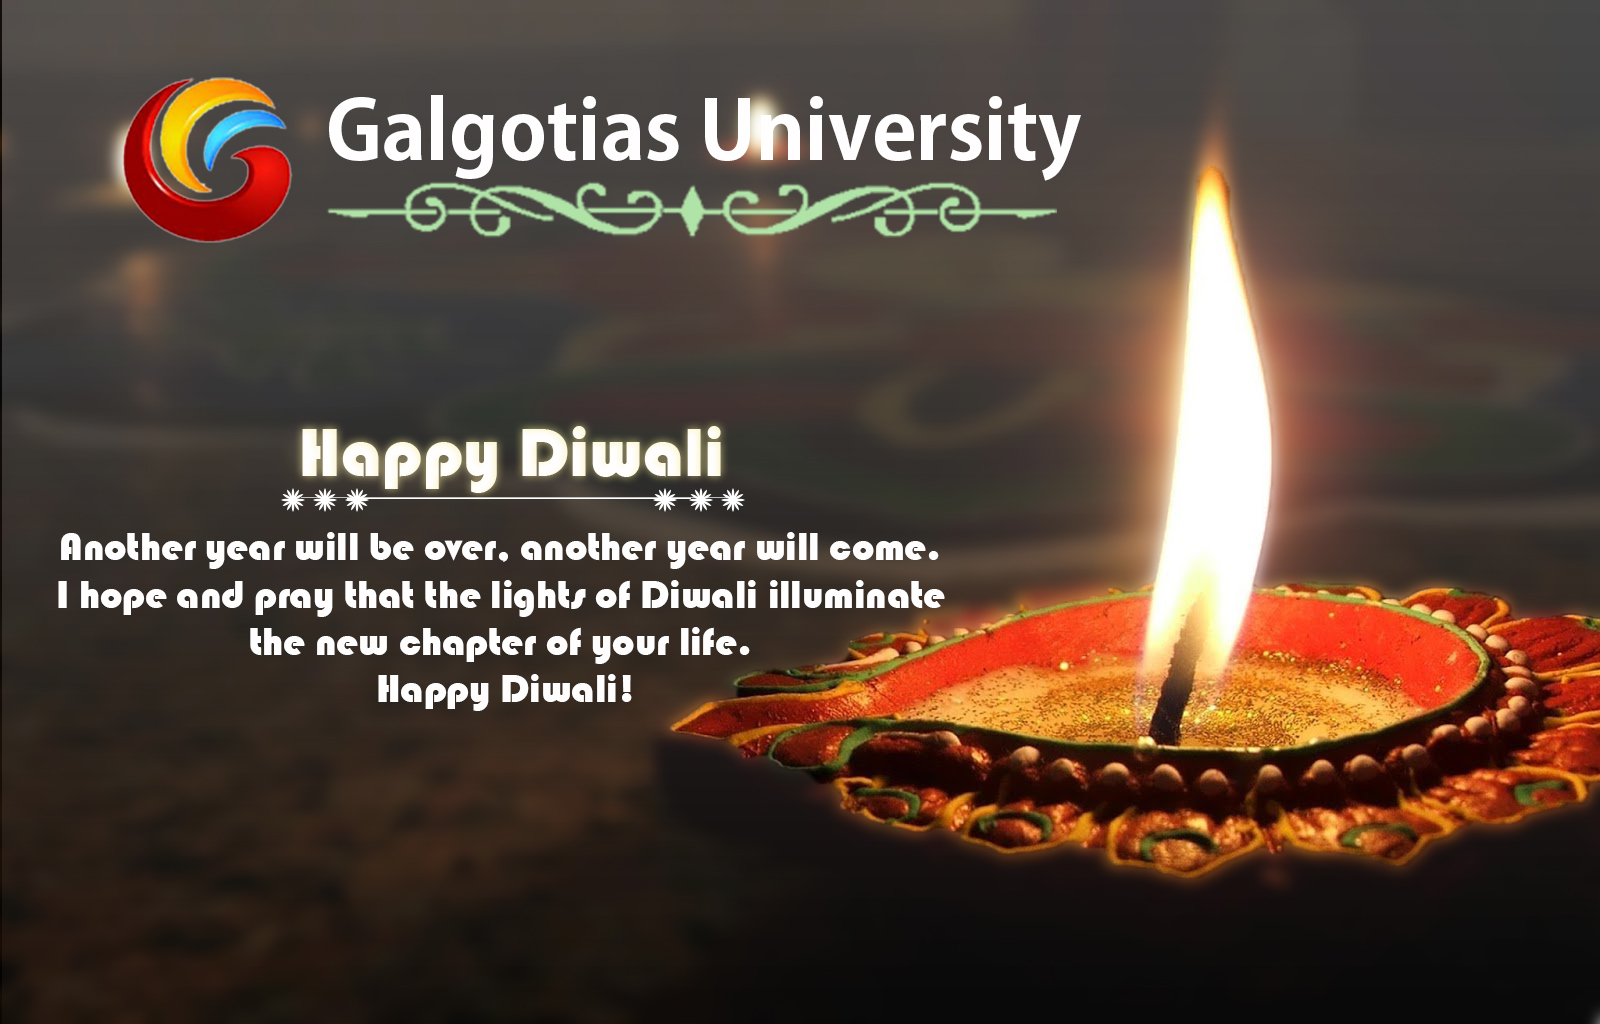 Galgotias University
Happy Diwali
Another year will be over, another year will come.
I hope and pray that the lights of Diwali illuminate
the new chapter of your life.
Happy Diwali!